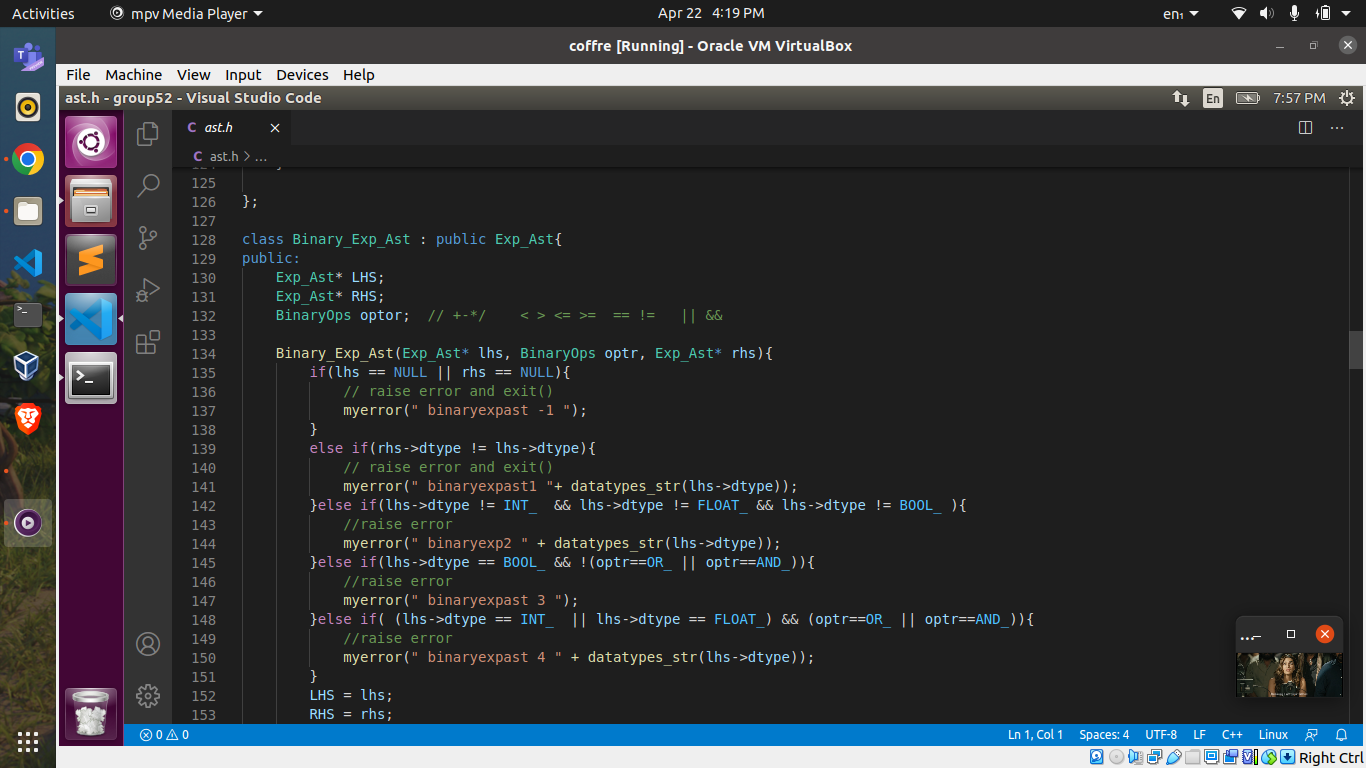 Activities
mpv Media Player
Apr 22 4:19 PM
en₁
coffre [Running] - Oracle VM VirtualBox
File Machine View Input Devices Help
ast.h - group52 - Visual Studio Code
En
7:57 PM
C ast.h
C ast.h > ...
125
126 };
127
128 class Binary_Exp_Ast : public Exp_Ast{
129 public:
130 Exp_Ast* LHS;
131 Exp_Ast* RHS;
132 BinaryOps optor; // +-*/ < > <= >= == != || &&
133
134 Binary_Exp_Ast(Exp_Ast* lhs, BinaryOps optr, Exp_Ast* rhs){
135 if(lhs == NULL || rhs == NULL){
136 // raise error and exit()
137 myerror(" binaryexpast -1 ");
138 }
139 else if(rhs->dtype != lhs->dtype){
140 // raise error and exit()
141 myerror(" binaryexpast1 "+ datatypes_str(lhs->dtype));
142 }else if(lhs->dtype != INT_ && lhs->dtype != FLOAT_ && lhs->dtype != BOOL_ ){
143 //raise error
144 myerror(" binaryexp2 " + datatypes_str(lhs->dtype));
145 }else if(lhs->dtype == BOOL_ && !(optr==OR_ || optr==AND_)){
146 //raise error
147 myerror(" binaryexpast 3 ");
148 }else if( (lhs->dtype == INT_ || lhs->dtype == FLOAT_) && (optr==OR_ || optr==AND_)){
149 //raise error
150 myerror(" binaryexpast 4 " + datatypes_str(lhs->dtype));
151 }
152 LHS = lhs;
153 RHS = rhs;
0 0
Ln 1, Col 1 Spaces: 4 UTF-8 LF C++ Linux
Right Ctrl